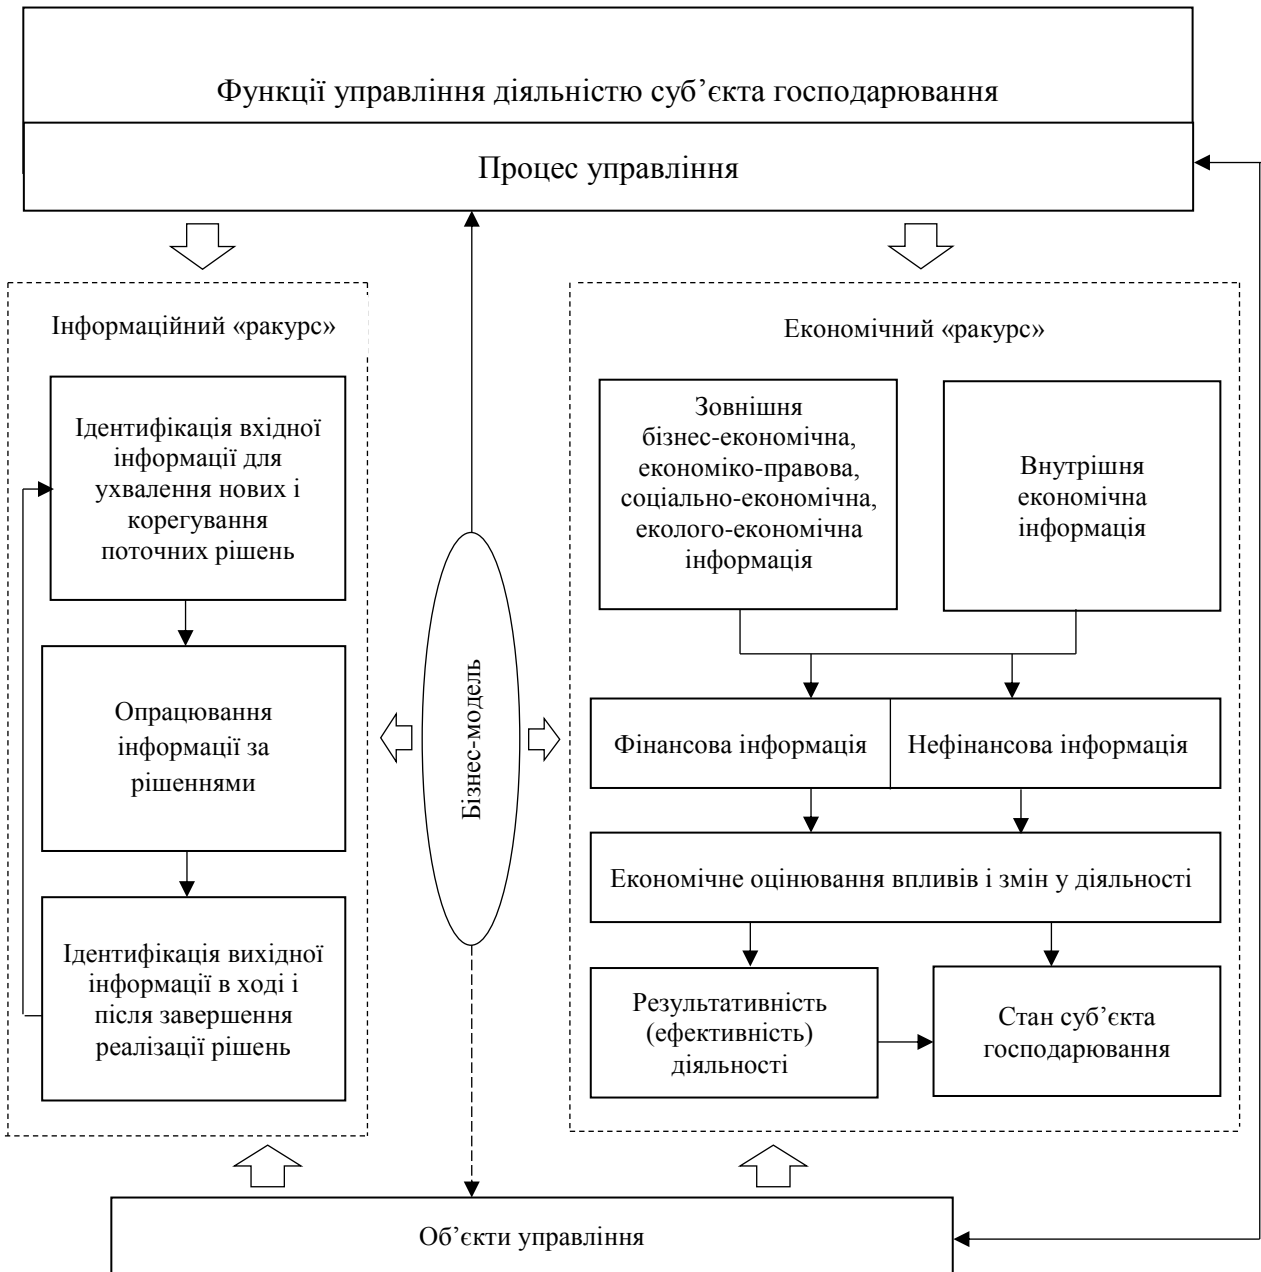 Функції управління діяльністю суб’єкта господарювання
Процес управління
Інформаційний «ракурс»
Ідентифікація вхідної
інформації для
ухвалення нових і
корегування
поточних рішень
Опрацювання
інформації за
рішеннями
Ідентифікація вихідної
інформації в ході і
після завершення
реалізації рішень
Бізнес-модель
Економічний «ракурс»
Зовнішня
бізнес-економічна,
економіко-правова,
соціально-економічна,
еколого-економічна
інформація
Внутрішня
економічна
інформація
Фінансова інформація
Нефінансова інформація
Економічне оцінювання впливів і змін у діяльності
Результативність
(ефективність)
діяльності
Стан суб’єкта
господарювання
Об’єкти управління